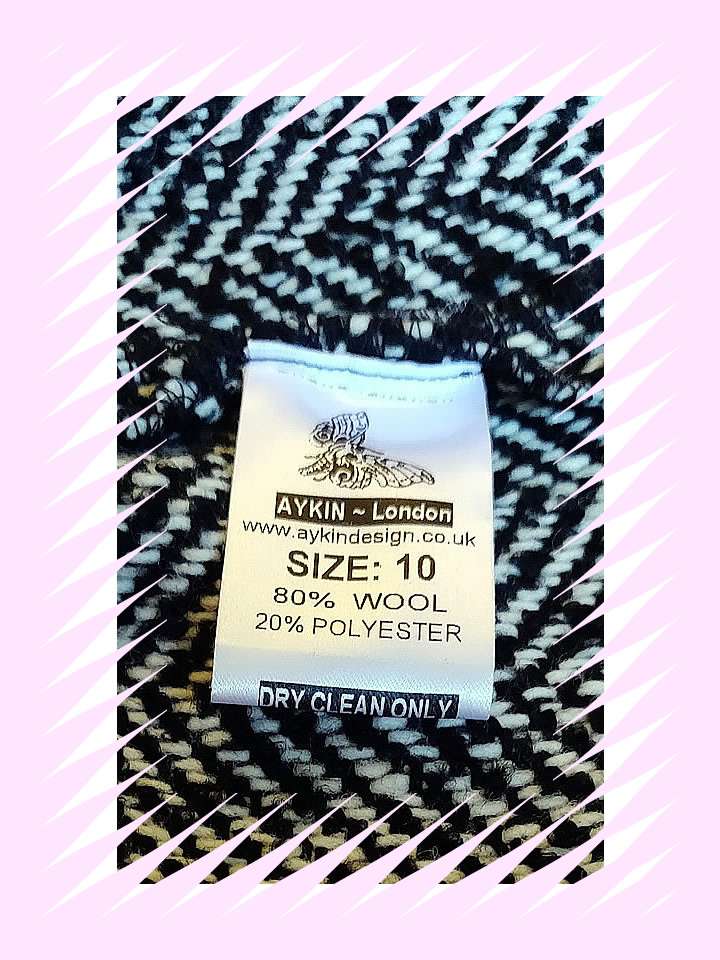 AYKIN ~ London
www.aykindesign.co.uk
SIZE: 10
80% WOOL
20% POLYESTER
DRY CLEAN ONLY